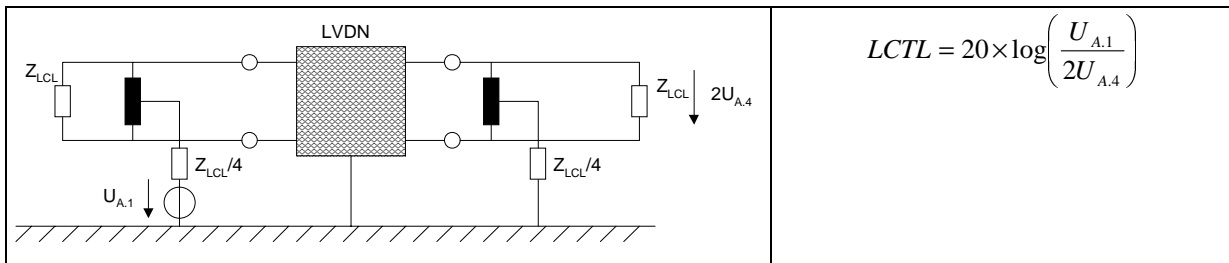 LVDN
Z_LCL
Z_LCL 2U_A.4
Z_LCL/4
Z_LCL/4
U_A.1
LCTL = 20 × log(U_A.1 / 2U_A.4)